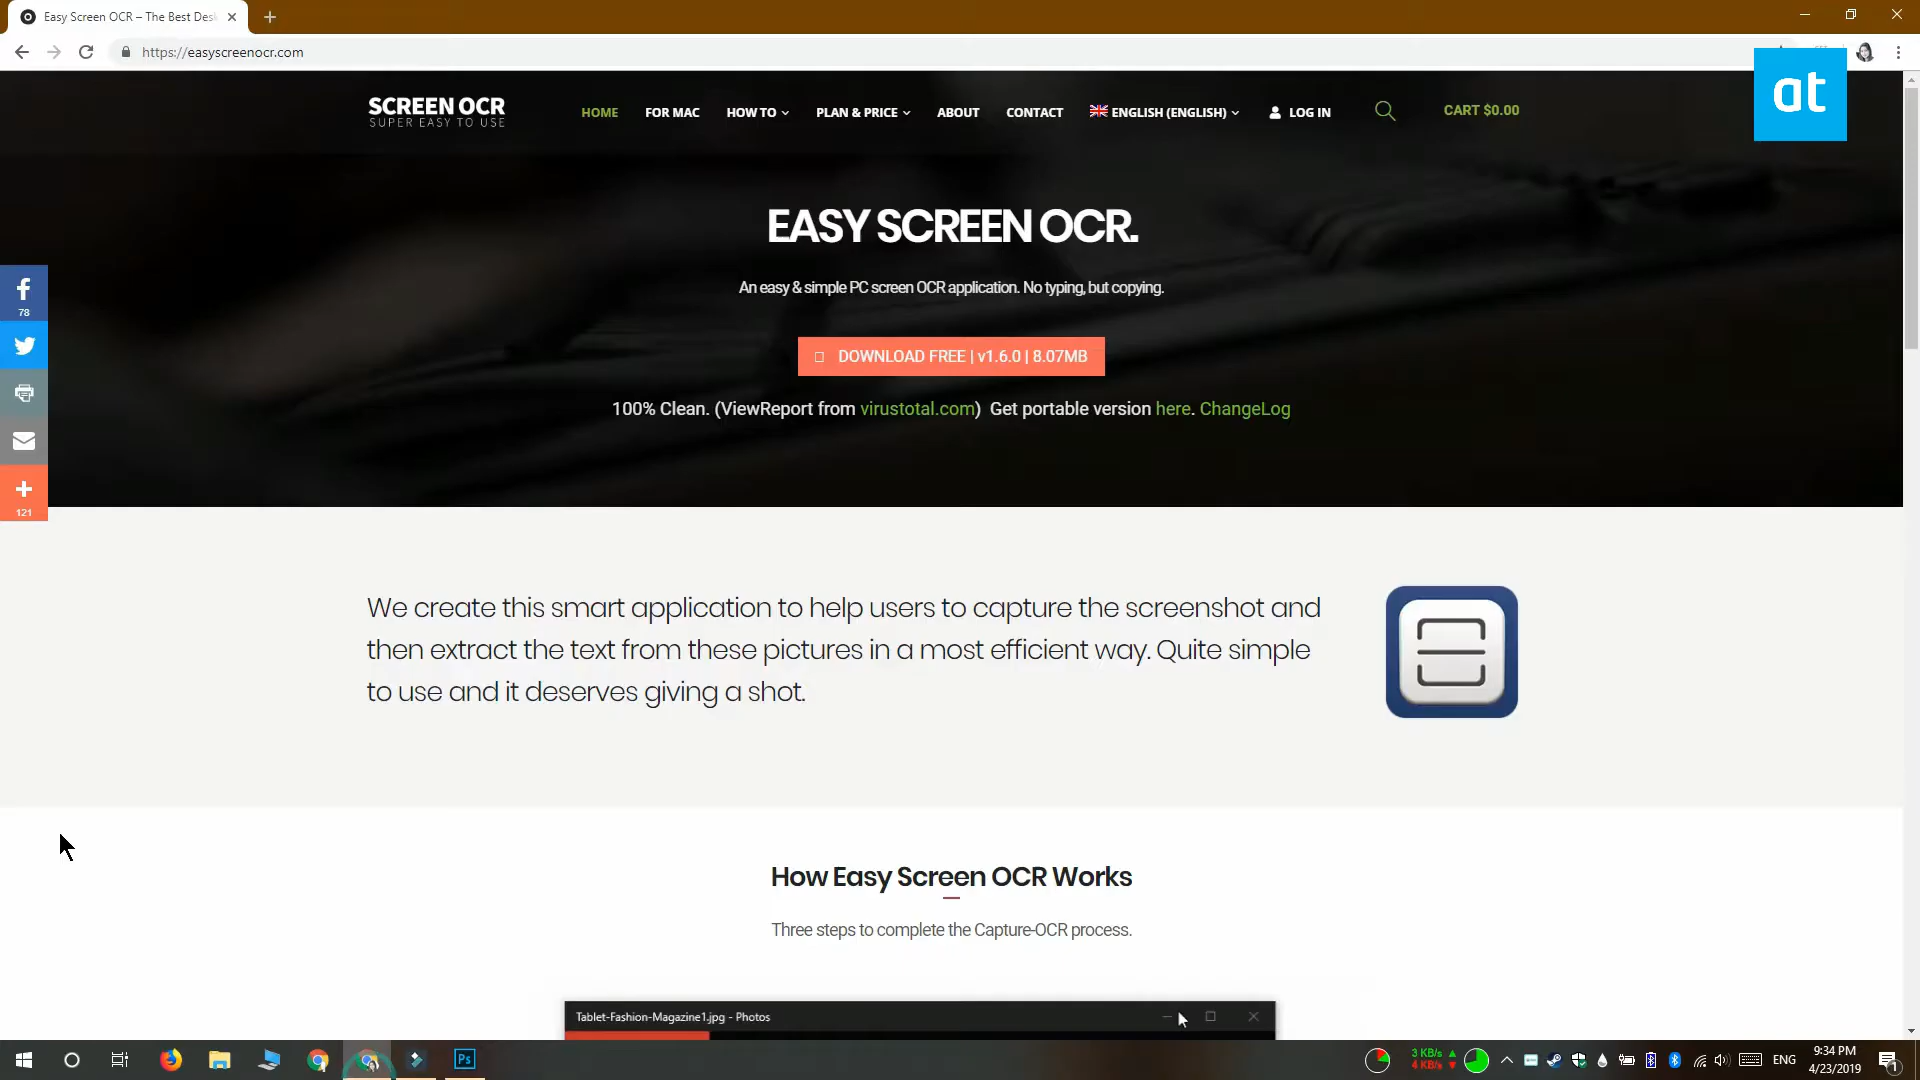 Easy Screen OCR – The Best Desk
https://easyscreenocr.com
at
SCREEN OCR
SUPER EASY TO USE
HOME
FOR MAC
HOW TO
PLAN & PRICE
ABOUT
CONTACT
ENGLISH (ENGLISH)
LOG IN
CART $0.00
EASY SCREEN OCR.
An easy & simple PC screen OCR application. No typing, but copying.
DOWNLOAD FREE | v1.6.0 | 8.07MB
100% Clean. (ViewReport from virustotal.com) Get portable version here. ChangeLog
78
121
We create this smart application to help users to capture the screenshot and
then extract the text from these pictures in a most efficient way. Quite simple
to use and it deserves giving a shot.
How Easy Screen OCR Works
Three steps to complete the Capture-OCR process.
Tablet-Fashion-Magazine1.jpg - Photos
Ps
3 KB/s
4 KB/s
ENG
9:34 PM
4/23/2019
1